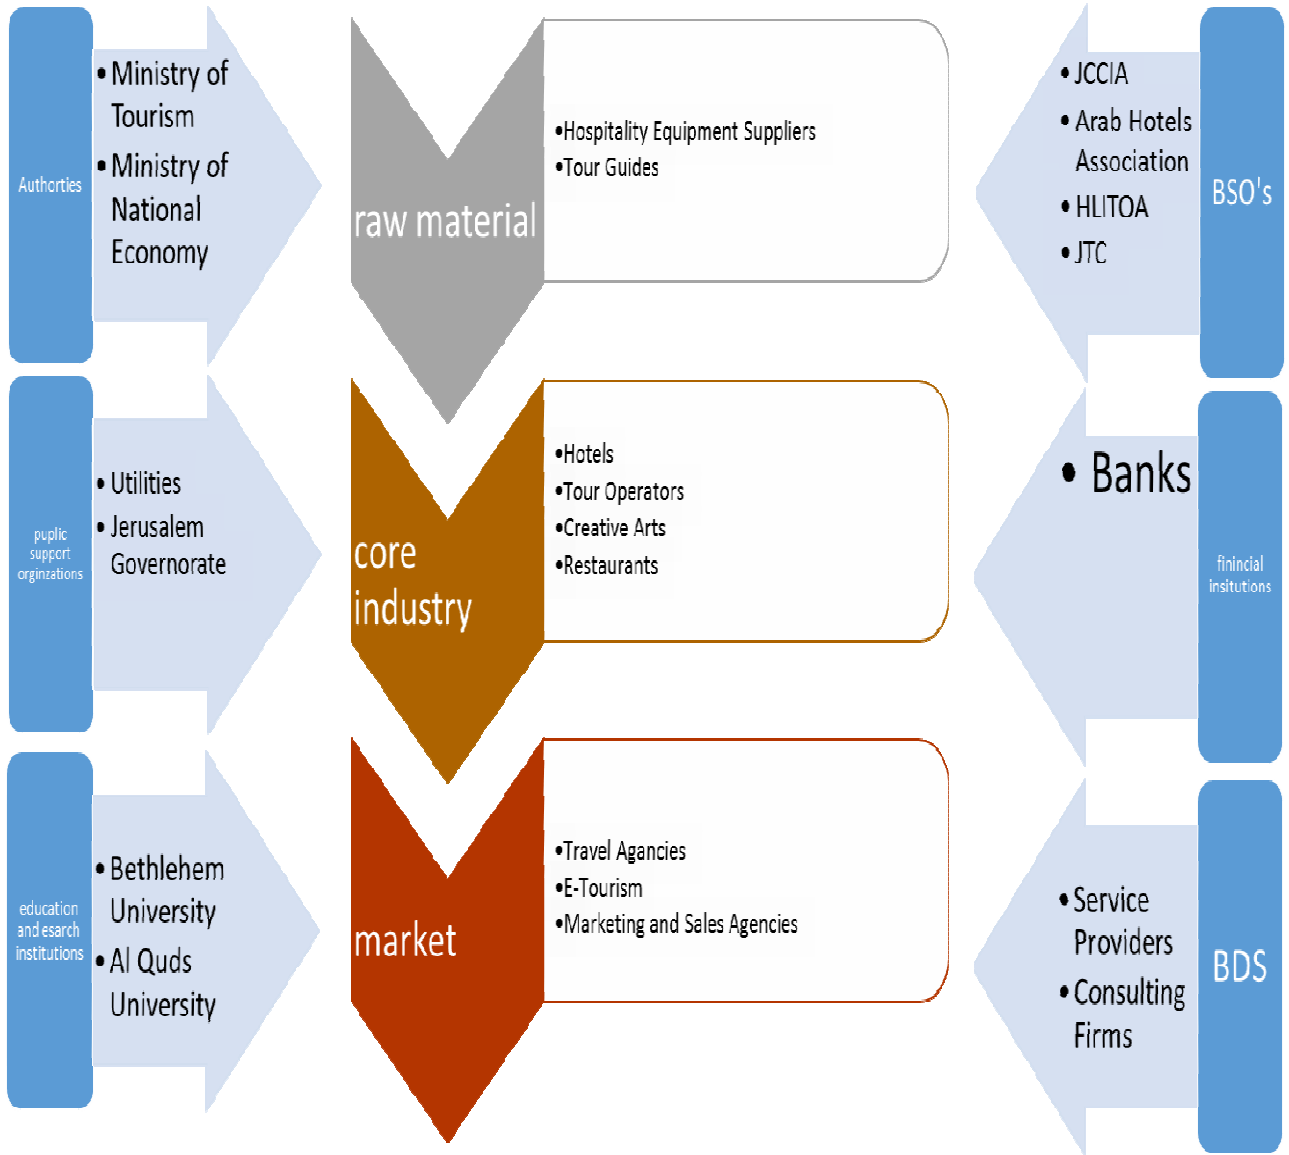 Authorties
• Ministry of
Tourism
• Ministry of
National
Economy
puplic
support
orginzations
• Utilities
• Jerusalem
Governorate
education
and esarch
institutions
• Bethlehem
University
• Al Quds
University
raw material
•Hospitality Equipment Suppliers
•Tour Guides
core
industry
•Hotels
•Tour Operators
•Creative Arts
•Restaurants
market
•Travel Agancies
•E-Tourism
•Marketing and Sales Agencies
• JCCIA
• Arab Hotels
Association
• HLITOA
• JTC
BSO's
• Banks
finincial
insitutions
• Service
Providers
• Consulting
Firms
BDS